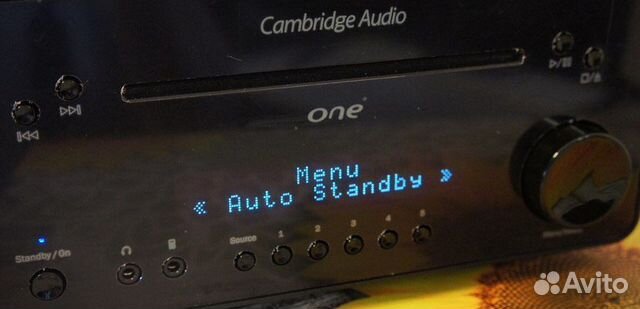 Cambridge Audio
one
Menu
« Auto Standby »
Standby/On
Source 1 2 3 4 5
Avito